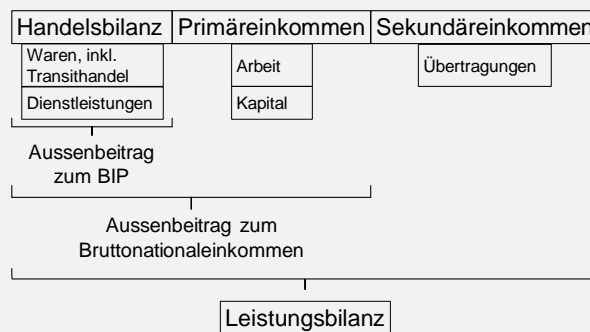 Handelsbilanz Primäreinkommen Sekundäreinkommen
Waren, inkl.
Transithandel
Arbeit
Übertragungen
Dienstleistungen
Kapital
Aussenbeitrag
zum BIP
Aussenbeitrag zum
Bruttonationaleinkommen
Leistungsbilanz